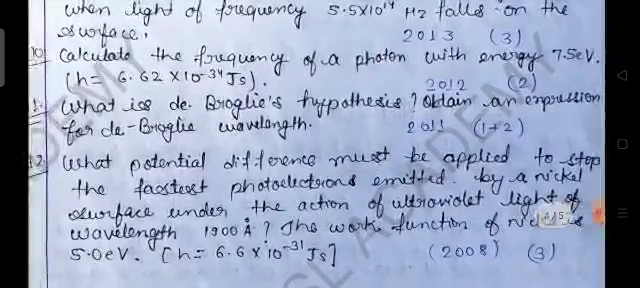 when light of frequency 5.5x10¹⁴ Hz falls on the
surface.
2013 (3)
10. Calculate the frequency of a photon with energy 7.5eV.
(h = 6.62 x 10⁻³⁴ Js).
2012 (2)
1. What is de-Broglie's hypothesis? Obtain an expression
for de-Broglie wavelength.
2011 (1+2)
12. What potential difference must be applied to stop
the fastest photoelectrons emitted by a nickel
surface under the action of ultraviolet light of
wavelength 1900 Å? The work function of
5.0eV. [h = 6.6 x 10⁻³¹ Js]
(2008) (3)
ACADEMY